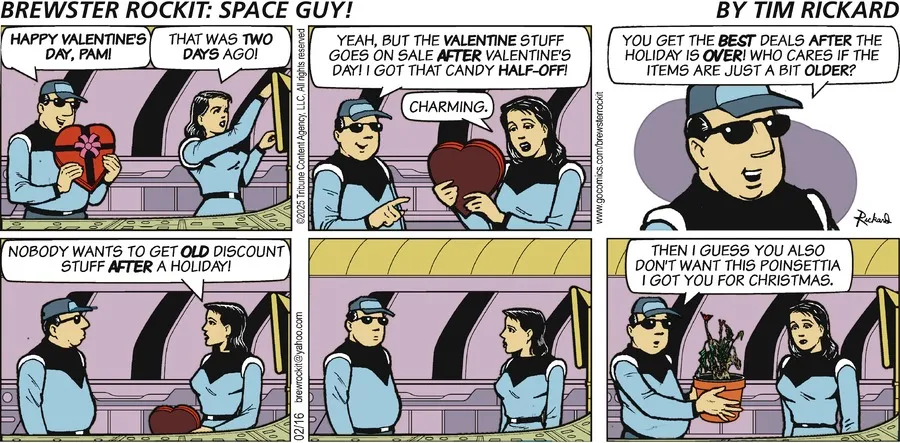 BREWSTER ROCKIT: SPACE GUY!
BY TIM RICKARD
HAPPY VALENTINE'S
DAY, PAM!
THAT WAS TWO
DAYS AGO!
©2025 Tribune Content Agency, LLC. All rights reserved
YEAH, BUT THE VALENTINE STUFF
GOES ON SALE AFTER VALENTINE'S
DAY! I GOT THAT CANDY HALF-OFF!
CHARMING.
www.gocomics.com/brewsterrockit
YOU GET THE BEST DEALS AFTER THE
HOLIDAY IS OVER! WHO CARES IF THE
ITEMS ARE JUST A BIT OLDER?
Rickard
NOBODY WANTS TO GET OLD DISCOUNT
STUFF AFTER A HOLIDAY!
02/16 brewrockit@yahoo.com
THEN I GUESS YOU ALSO
DON'T WANT THIS POINSETTIA
I GOT YOU FOR CHRISTMAS.